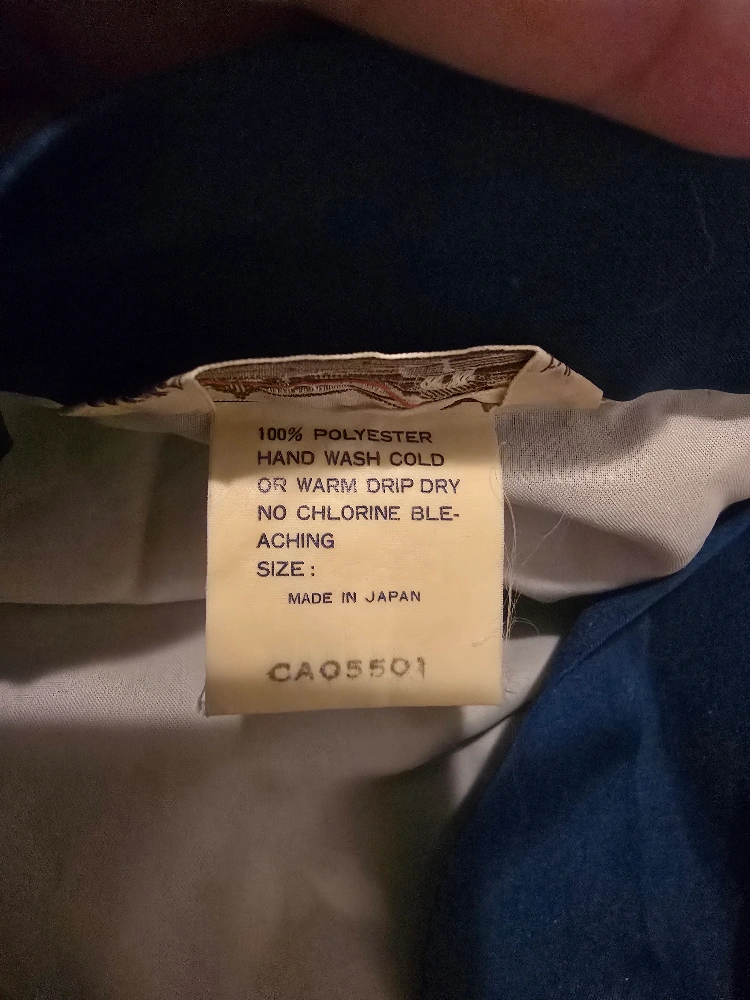 100% POLYESTER
HAND WASH COLD
OR WARM DRIP DRY
NO CHLORINE BLE-
ACHING
SIZE:
MADE IN JAPAN
CA05501